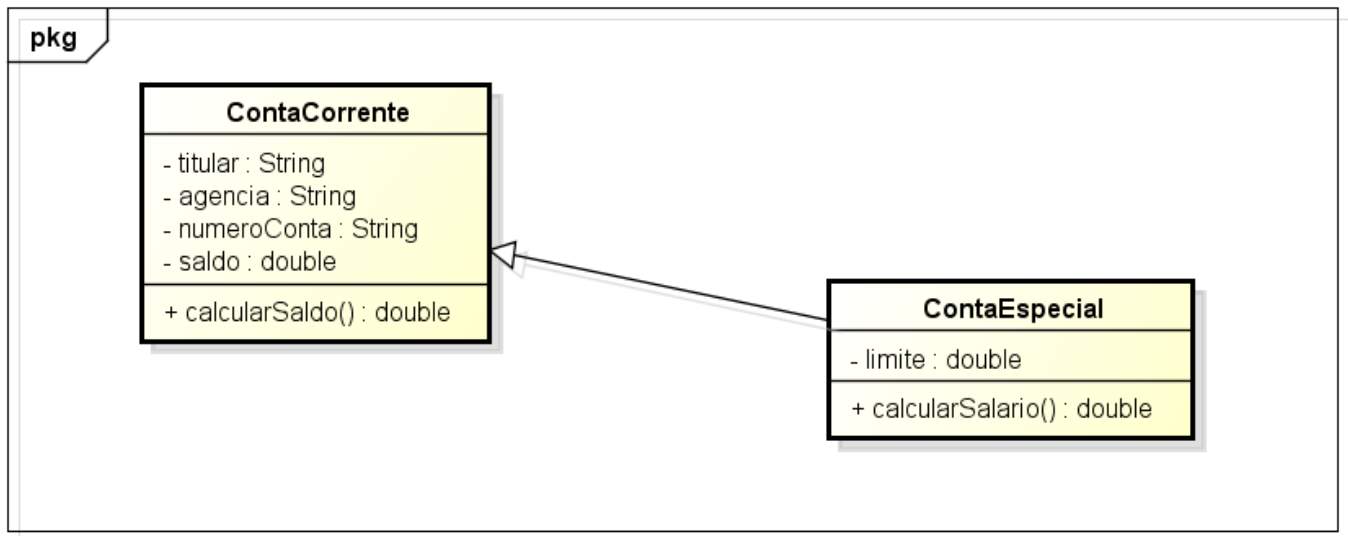 pkg
ContaCorrente
- titular : String
- agencia : String
- numeroConta : String
- saldo : double
+ calcularSaldo() : double
ContaEspecial
- limite : double
+ calcularSalario() : double